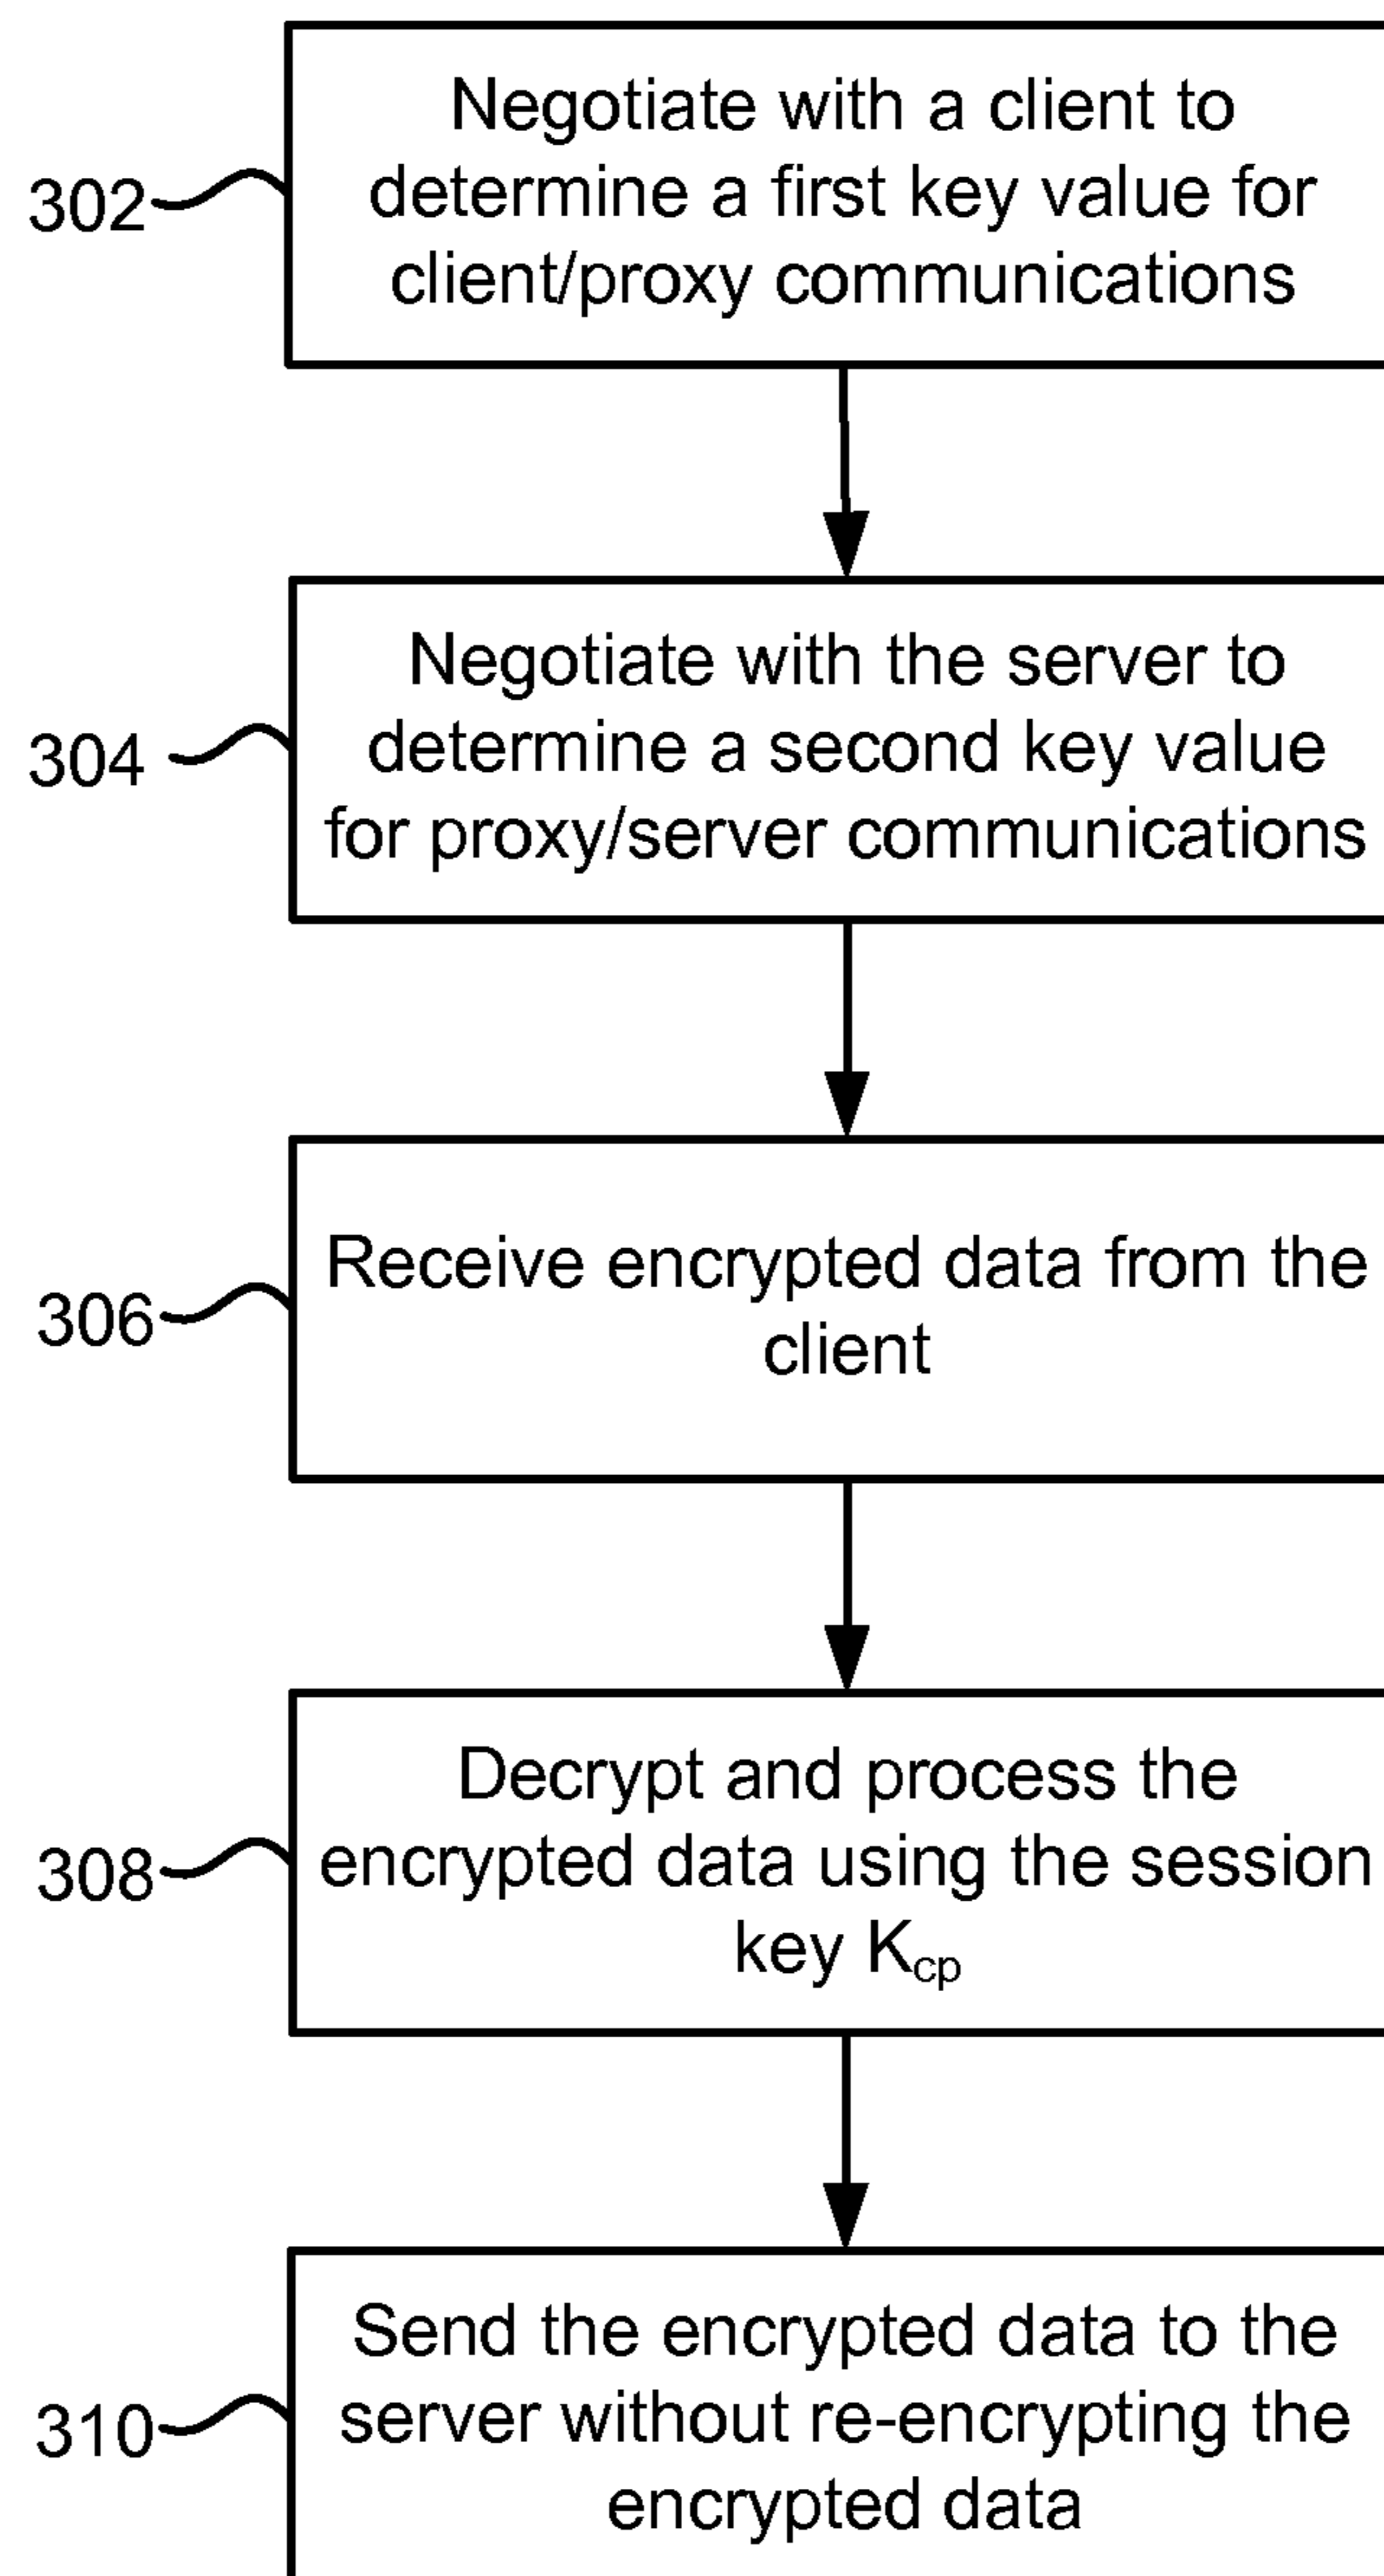 Negotiate with a client to
determine a first key value for
client/proxy communications
302
Negotiate with the server to
determine a second key value
for proxy/server communications
304
Receive encrypted data from the
client
306
Decrypt and process the
encrypted data using the session
key Kcp
308
Send the encrypted data to the
server without re-encrypting the
encrypted data
310